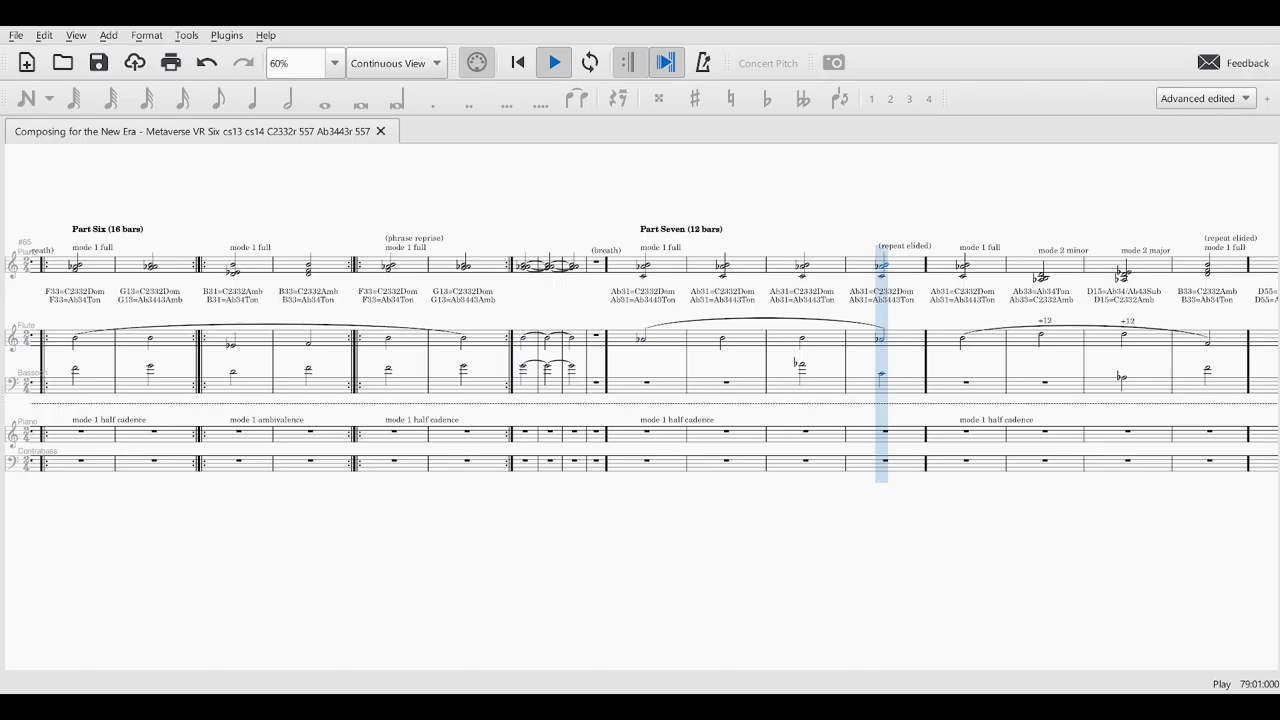 File Edit View Add Format Tools Plugins Help
60% Continuous View Concert Pitch Feedback
1 2 3 4 Advanced edited +
Composing for the New Era - Metaverse VR Six cs13 cs14 C2332r 557 Ab3443r 557
Part Six (16 bars) Part Seven (12 bars)
(phrase reprise) (repeat elided)
#65 mode 1 full mode 1 full mode 1 full (breath) mode 1 full (repeat elided) mode 1 full mode 2 minor mode 2 major mode 1 full
F33=C2332Dom G13=C2332Dom B31=C2332Amb B33=C2332Amb F33=C2332Dom G13=C2332Dom Ab31=C2332Dom Ab31=C2332Dom Ab31=C2332Dom Ab31=C2332Dom Ab31=C2332Dom Ab33=Ab34Ton D15=Ab34/Ab43Sub B33=C2332Amb D55=
F33=Ab34Ton G13=Ab3443Amb B31=Ab34Ton B33=Ab34Ton F33=Ab34Ton G13=Ab3443Amb Ab31=Ab3443Ton Ab31=Ab3443Ton Ab31=Ab3443Ton Ab31=Ab3443Ton Ab31=Ab3443Ton Ab33=C2332Amb D15=C2332Amb B33=Ab34Ton
Flute +12 +12
Bassoon
mode 1 half cadence mode 1 ambivalence mode 1 half cadence mode 1 half cadence mode 1 half cadence
Piano
Contrabass
Play 79:01:000